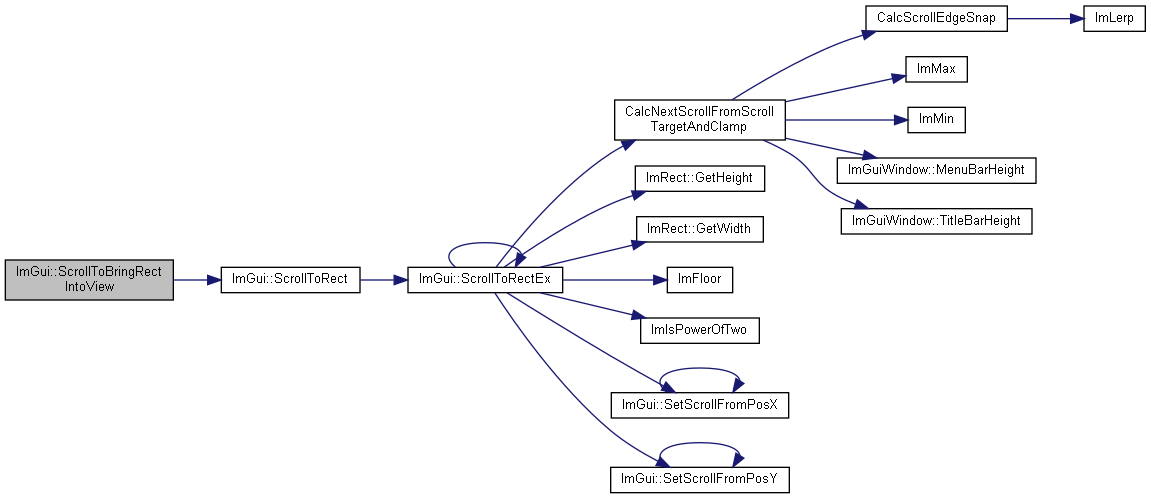 CalcScrollEdgeSnap
ImLerp
ImMax
CalcNextScrollFromScroll
TargetAndClamp
ImMin
ImGuiWindow::MenuBarHeight
ImRect::GetHeight
ImGuiWindow::TitleBarHeight
ImRect::GetWidth
ImGui::ScrollToBringRect
IntoView
ImGui::ScrollToRect
ImGui::ScrollToRectEx
ImFloor
ImIsPowerOfTwo
ImGui::SetScrollFromPosX
ImGui::SetScrollFromPosY